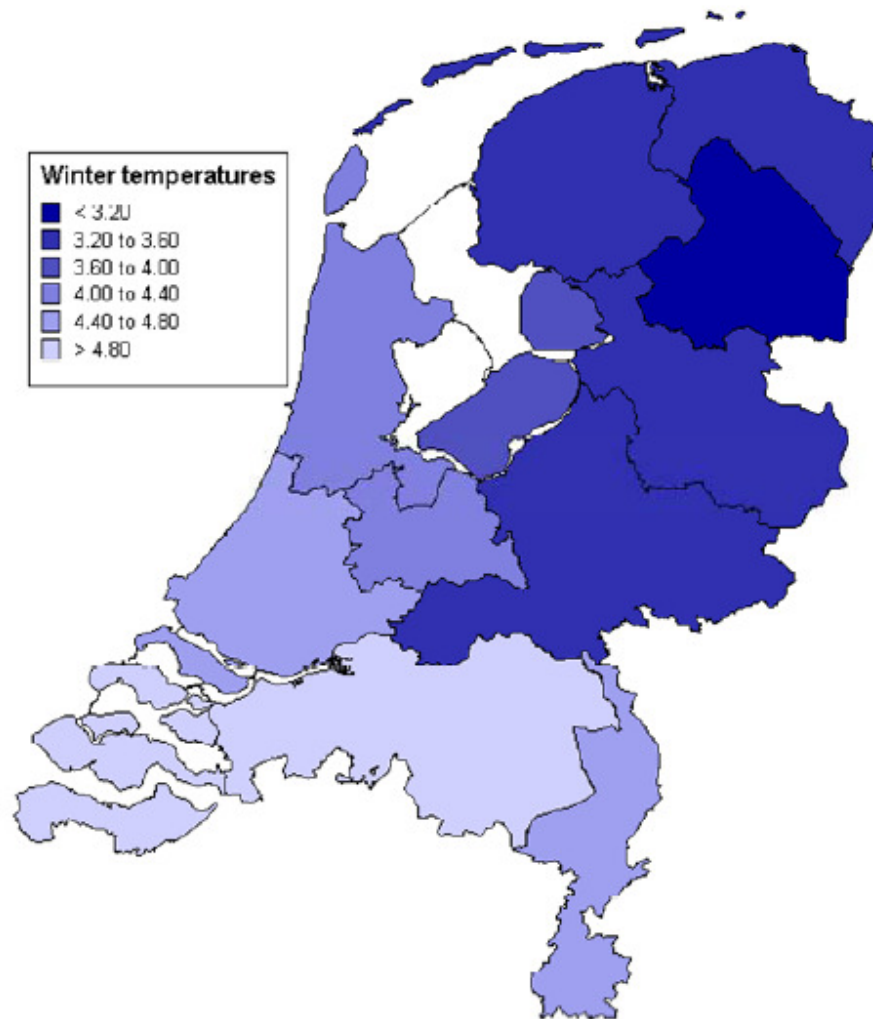 Winter temperatures
< 3.20
3.20 to 3.60
3.60 to 4.00
4.00 to 4.40
4.40 to 4.80
> 4.80